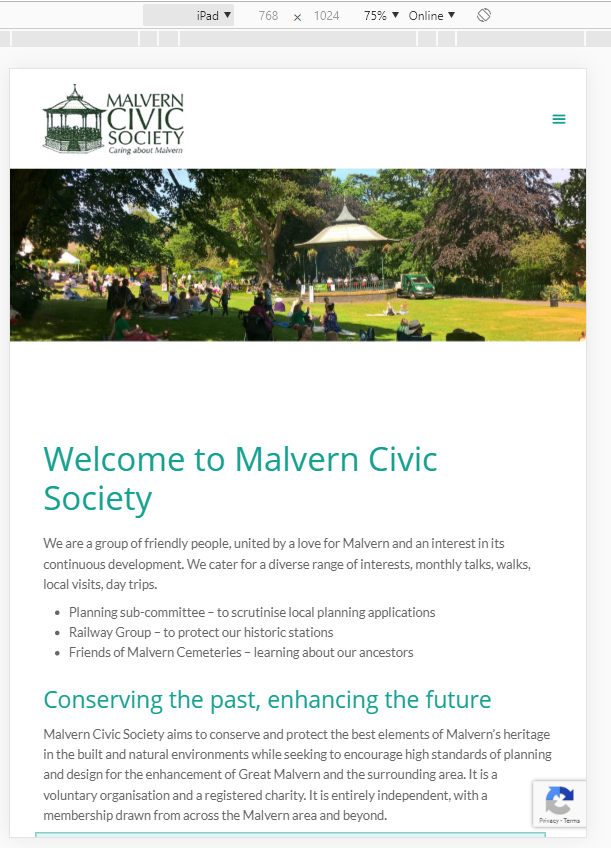 iPad ▼ 768 × 1024 75% ▼ Online ▼
MALVERN
CIVIC
SOCIETY
Caring about Malvern
Welcome to Malvern Civic
Society
We are a group of friendly people, united by a love for Malvern and an interest in its
continuous development. We cater for a diverse range of interests, monthly talks, walks,
local visits, day trips.
• Planning sub-committee – to scrutinise local planning applications
• Railway Group – to protect our historic stations
• Friends of Malvern Cemeteries – learning about our ancestors
Conserving the past, enhancing the future
Malvern Civic Society aims to conserve and protect the best elements of Malvern's heritage
in the built and natural environments while seeking to encourage high standards of planning
and design for the enhancement of Great Malvern and the surrounding area. It is a
voluntary organisation and a registered charity. It is entirely independent, with a
membership drawn from across the Malvern area and beyond.
Privacy - Terms